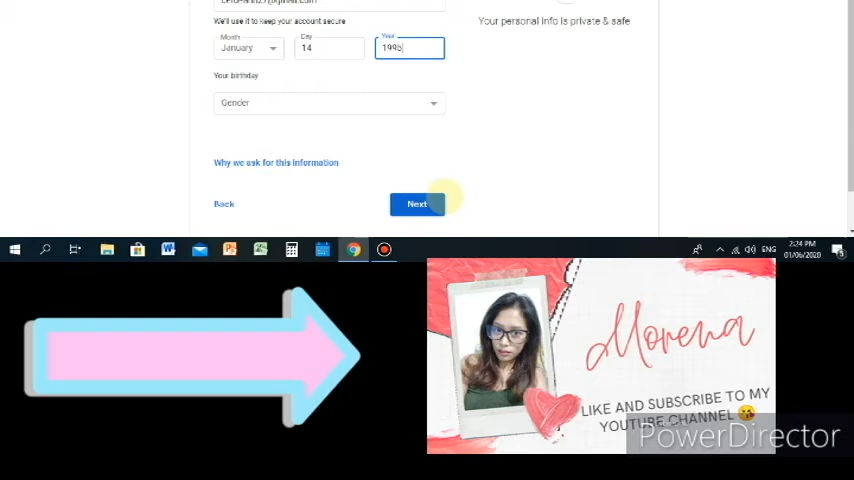 We'll use it to keep your account secure
Your personal info is private & safe
Month
January
Day
14
Year
1995
Your birthday
Gender
Why we ask for this information
Back
Next
ENG
2:24 PM
01/06/2020
Morena
LIKE AND SUBSCRIBE TO MY
YOUTUBE CHANNEL 😘
PowerDirector